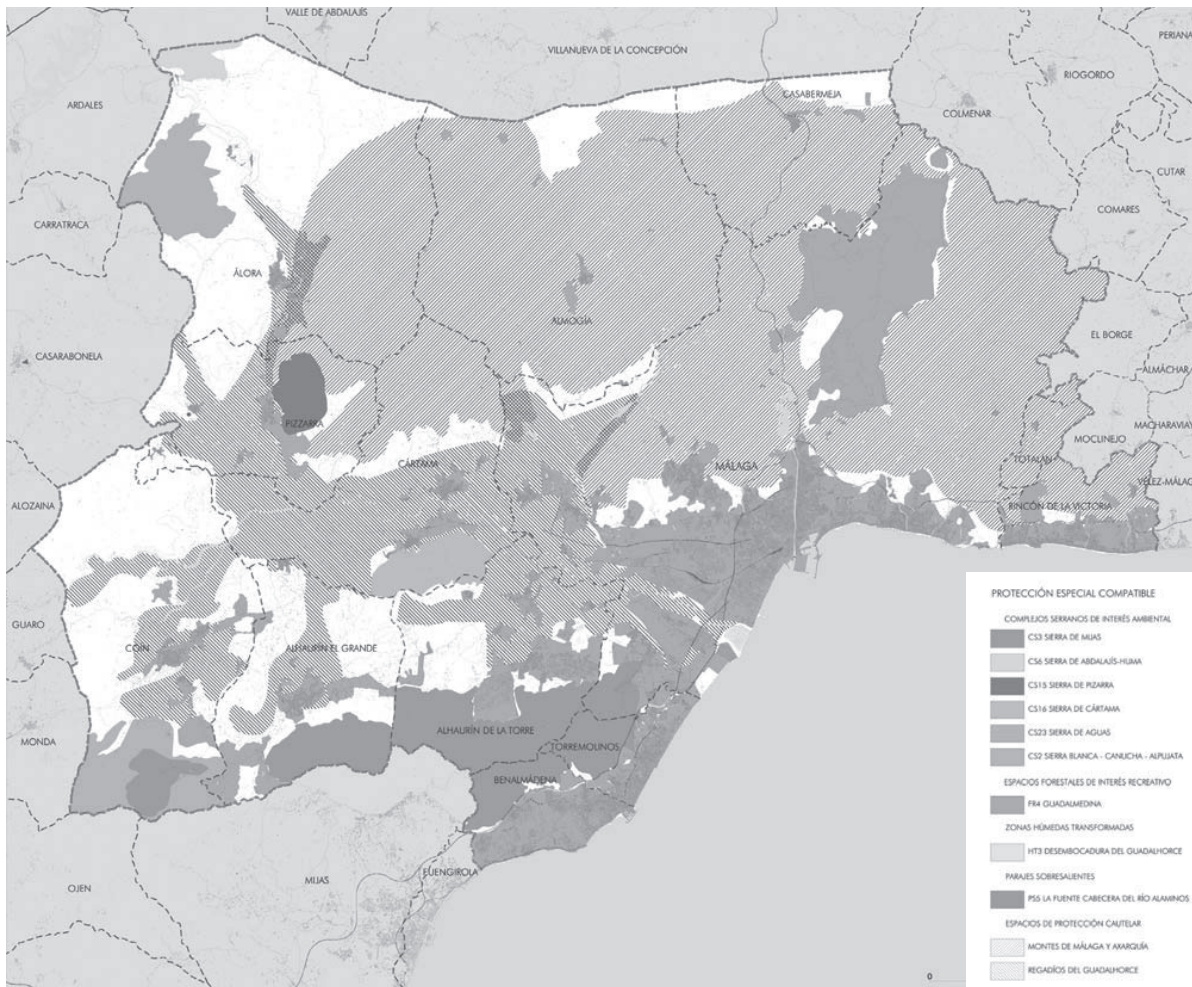 VALLE DE ABDALAJÍS
VILLANUEVA DE LA CONCEPCIÓN
PERIANA
RIOGORDO
ARDALES
CASABERMEJA
COLMENAR
CUTAR
CARRATRACA
COMARES
ÁLORA
ALMOGÍA
EL BORGE
CASARABONELA
ALMÁCHAR
PIZARRA
MACHARAVIAY
MOCLINEJO
CÁRTAMA
MÁLAGA
TOTALÁN
VÉLEZ-MÁLAG
ALOZAINA
RINCÓN DE LA VICTORIA
GUARO
COÍN
ALHAURÍN EL GRANDE
MONDA
ALHAURÍN DE LA TORRE
TORREMOLINOS
BENALMÁDENA
OJEN
MIJAS
FUENGIROLA
0
PROTECCIÓN ESPECIAL COMPATIBLE
COMPLEJOS SERRANOS DE INTERÉS AMBIENTAL
CS3 SIERRA DE MIJAS
CS6 SIERRA DE ABDALAJÍS-HUMA
CS15 SIERRA DE PIZARRA
CS16 SIERRA DE CÁRTAMA
CS23 SIERRA DE AGUAS
CS2 SIERRA BLANCA - CANUCHA - ALPUJATA
ESPACIOS FORESTALES DE INTERÉS RECREATIVO
FR4 GUADALMEDINA
ZONAS HÚMEDAS TRANSFORMADAS
HT3 DESEMBOCADURA DEL GUADALHORCE
PARAJES SOBRESALIENTES
PS5 LA FUENTE CABECERA DEL RÍO ALAMINOS
ESPACIOS DE PROTECCIÓN CAUTELAR
MONTES DE MÁLAGA Y AXARQUÍA
REGADÍOS DEL GUADALHORCE